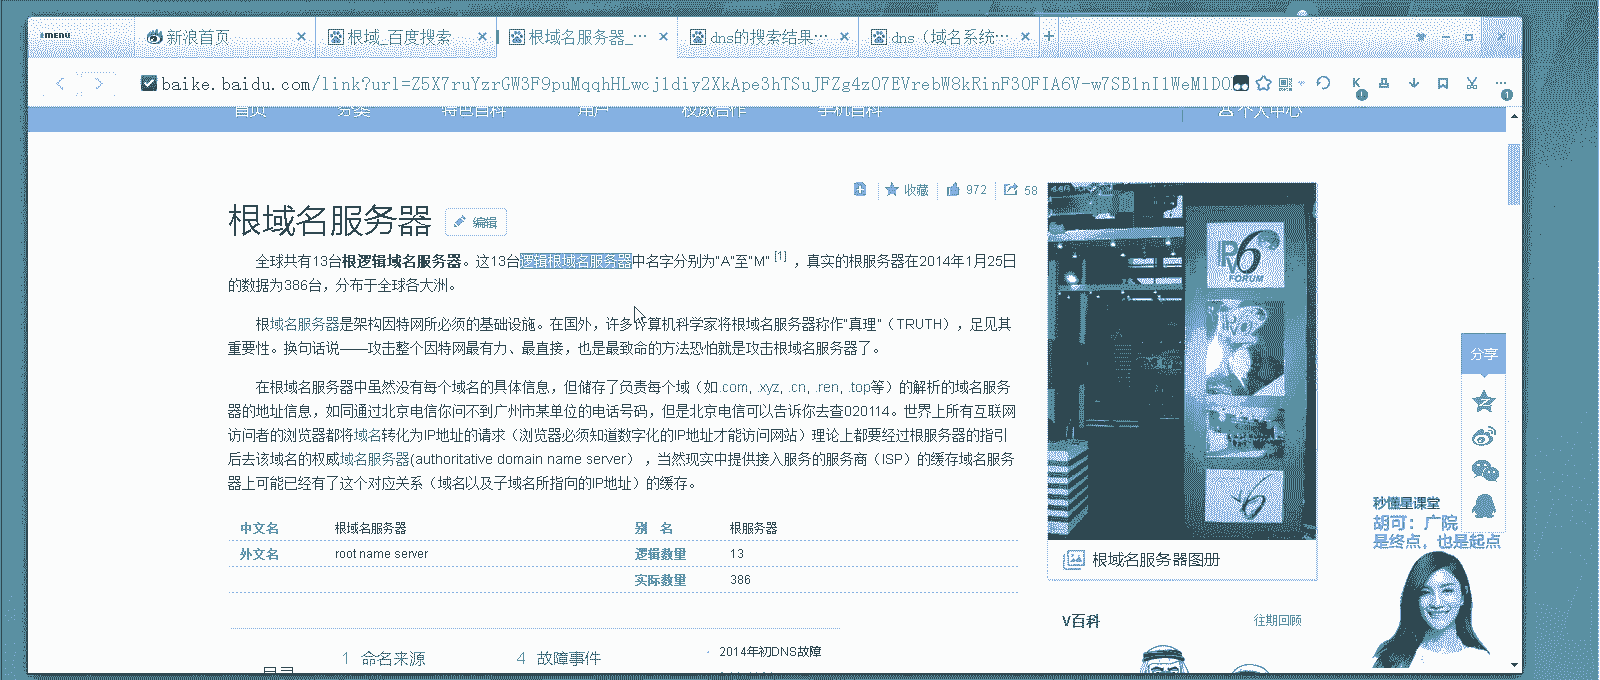 MENU
新浪首页
根域_百度搜索
根域名服务器_…
dns的搜索结果…
dns（域名系统…
baike.baidu.com/link?url=Z5X7ruYzrGW3F9puMqqhHLwcj1diy2XkApe3hTSuJFZg4zO7EVrebW8kRinF3OFIA6V-w7SB1nI1WeM1DO
首页 分类 特色百科 用户 权威合作 手机百科 个人中心
收藏 972 58
根域名服务器 编辑
全球共有13台根逻辑域名服务器。这13台逻辑根域名服务器中名字分别为“A”至“M” [1] ，真实的根服务器在2014年1月25日
的数据为386台，分布于全球各大洲。
根域名服务器是架构因特网所必须的基础设施。在国外，许多计算机科学家将根域名服务器称作“真理”（TRUTH），足见其
重要性。换句话说——攻击整个因特网最有力、最直接，也是最致命的方法恐怕就是攻击根域名服务器了。
在根域名服务器中虽然没有每个域名的具体信息，但储存了负责每个域（如.com, .xyz, .cn, .ren, .top等）的解析的域名服务
器的地址信息，如同通过北京电信你问不到广州市某单位的电话号码，但是北京电信可以告诉你去查020114。世界上所有互联网
访问者的浏览器都将域名转化为IP地址的请求（浏览器必须知道数字化的IP地址才能访问网站）理论上都要经过根服务器的指引
后去该域名的权威域名服务器(authoritative domain name server），当然现实中提供接入服务的服务商（ISP）的缓存域名服务
器上可能已经有了这个对应关系（域名以及子域名所指向的IP地址）的缓存。
中文名 根域名服务器 别 名 根服务器
外文名 root name server 逻辑数量 13
实际数量 386
目录
1 命名来源
4 故障事件
· 2014年初DNS故障
IPV6
FORUM
根域名服务器图册
V百科 往期回顾
分享
秒懂星课堂
胡可：广院
是终点，也是起点